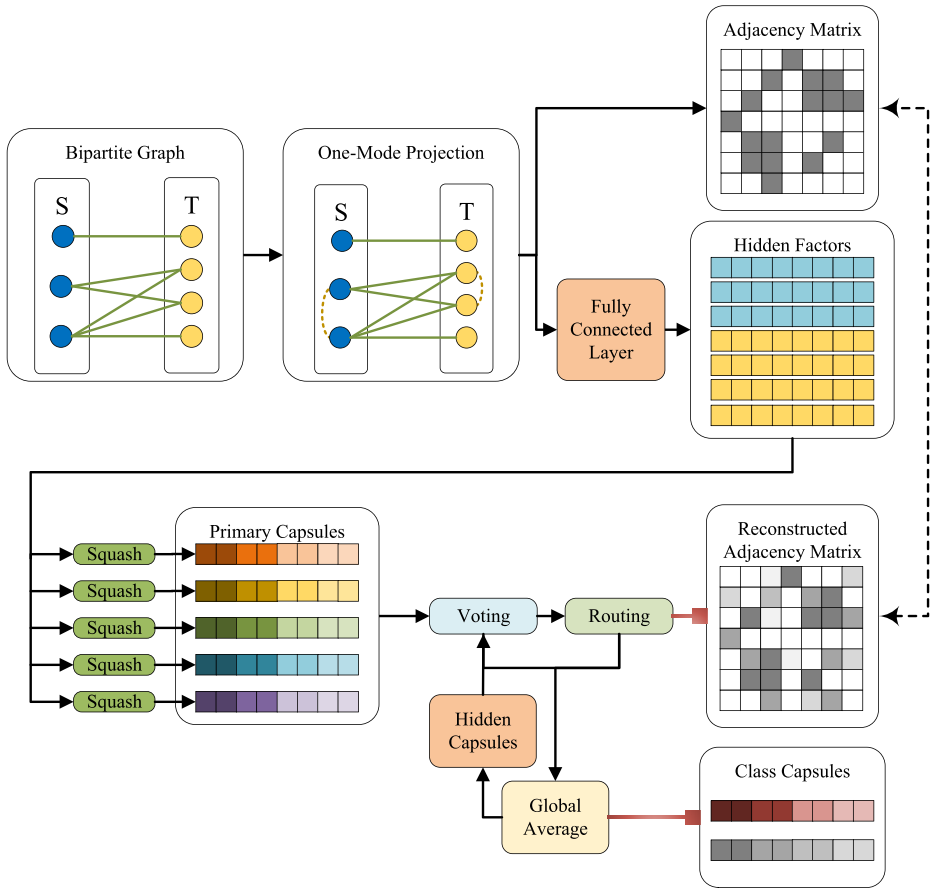 Adjacency Matrix
Bipartite Graph
S
T
One-Mode Projection
S
T
Fully
Connected
Layer
Hidden Factors
Squash
Squash
Squash
Squash
Squash
Primary Capsules
Voting
Routing
Reconstructed
Adjacency Matrix
Hidden
Capsules
Global
Average
Class Capsules